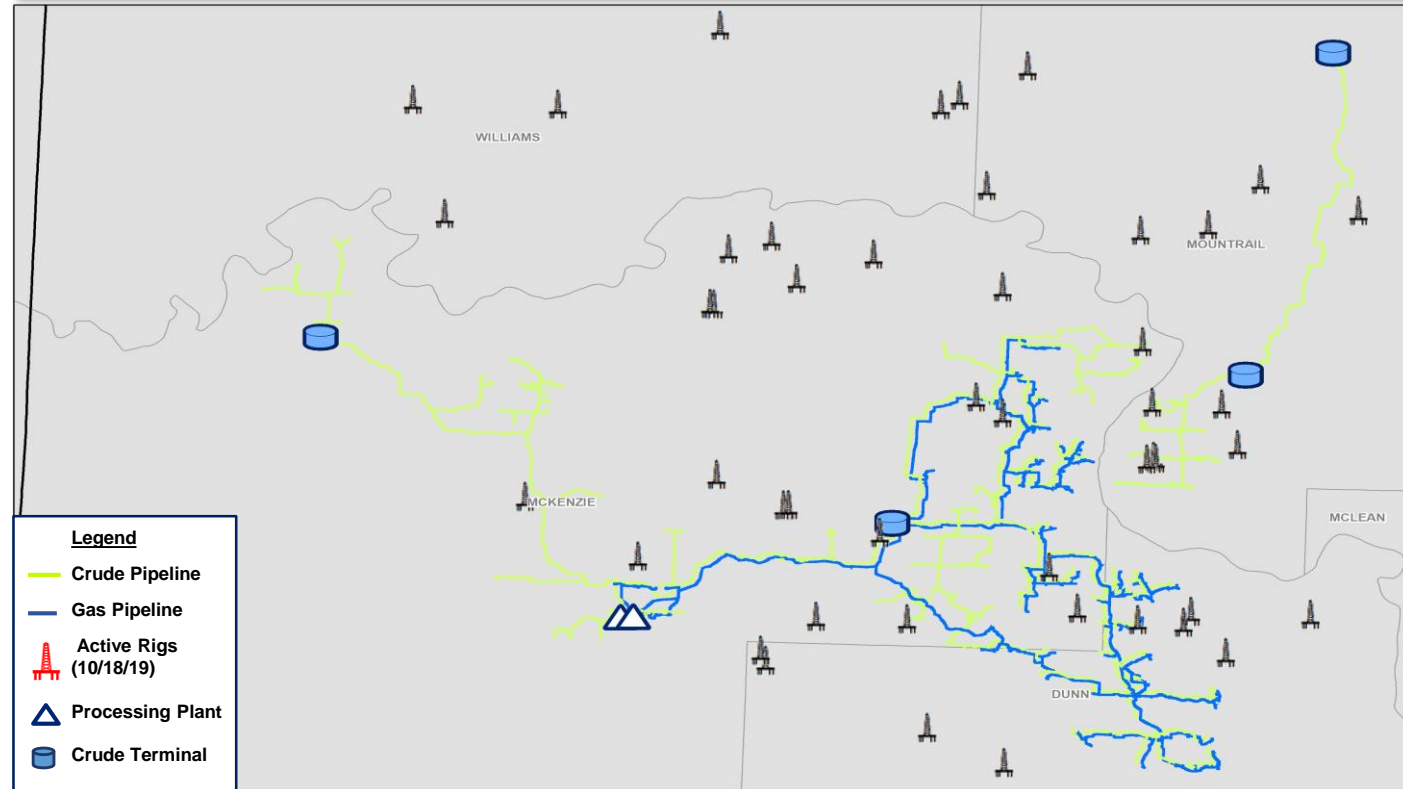 WILLIAMS
MOUNTRAIL
MCKENZIE
MCLEAN
DUNN
Legend
Crude Pipeline
Gas Pipeline
Active Rigs
(10/18/19)
Processing Plant
Crude Terminal